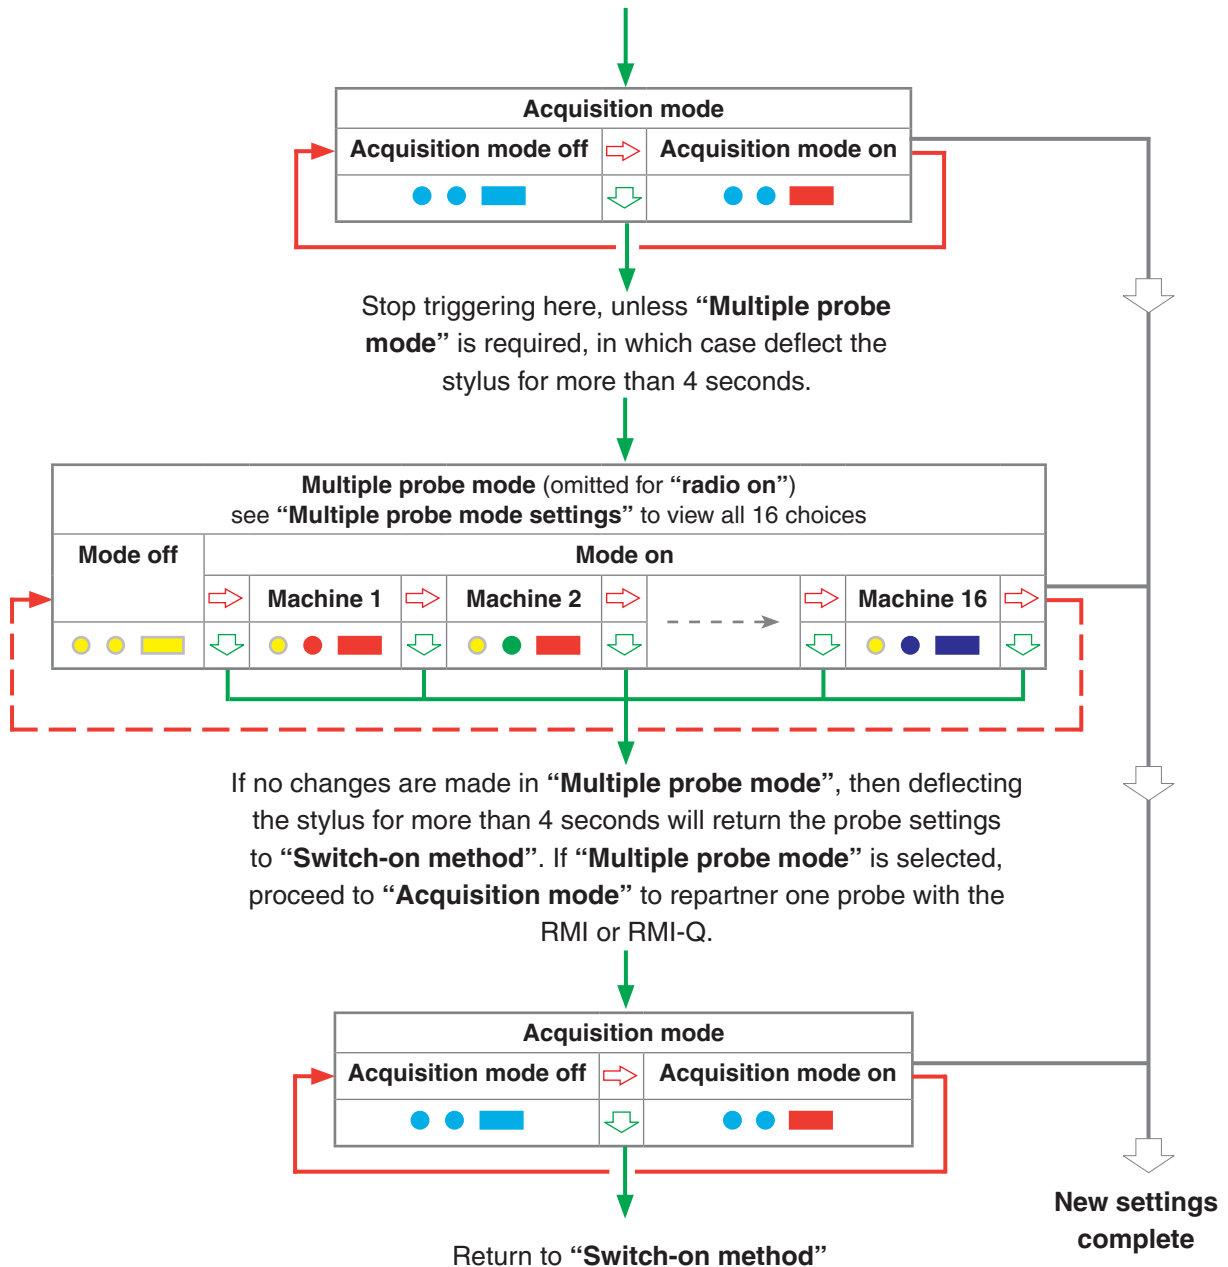 Acquisition mode
Acquisition mode off
Acquisition mode on
Stop triggering here, unless “Multiple probe
mode” is required, in which case deflect the
stylus for more than 4 seconds.
Multiple probe mode (omitted for “radio on”)
see “Multiple probe mode settings” to view all 16 choices
Mode off
Mode on
Machine 1
Machine 2
Machine 16
If no changes are made in “Multiple probe mode”, then deflecting
the stylus for more than 4 seconds will return the probe settings
to “Switch-on method”. If “Multiple probe mode” is selected,
proceed to “Acquisition mode” to repartner one probe with the
RMI or RMI-Q.
Acquisition mode
Acquisition mode off
Acquisition mode on
New settings
complete
Return to “Switch-on method”